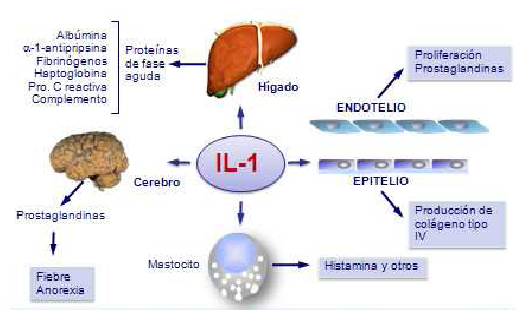 Albúmina
α-1-antipripsina
Fibrinógenos
Haptoglobina
Pro. C reactiva
Complemento
Proteínas
de fase
aguda
Hígado
Proliferación
Prostaglandinas
ENDOTELIO
IL-1
Cerebro
EPITELIO
Prostaglandinas
Producción de
colágeno tipo
IV
Fiebre
Anorexia
Mastocito
Histamina y otros